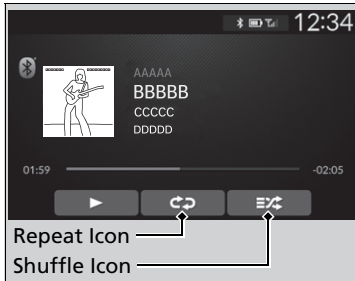 12:34
AAAAA
BBBBB
CCCCC
DDDDD
01:59
-02:05
Repeat Icon
Shuffle Icon